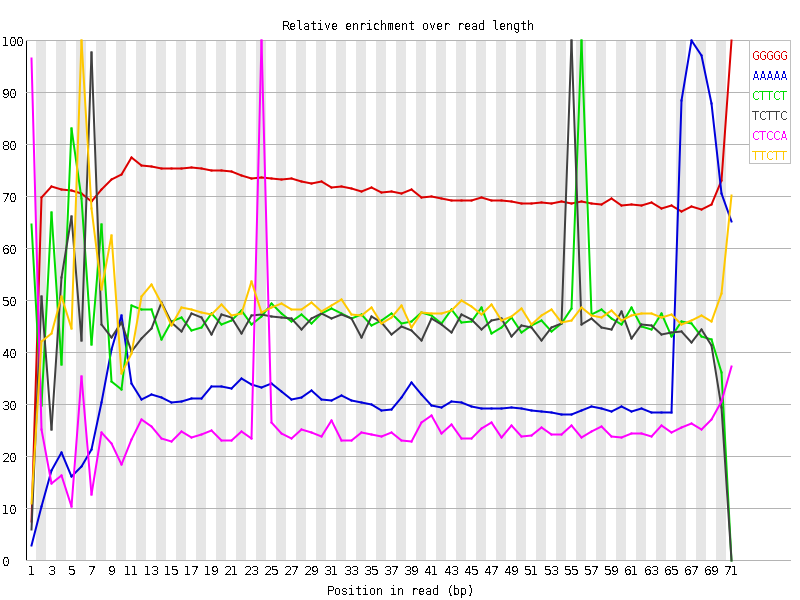 Relative enrichment over read length
100
90
80
70
60
50
40
30
20
10
0
GGGGG
AAAAA
CTTCT
TCTTC
CTCCA
TTCTT
1 3 5 7 9 11 13 15 17 19 21 23 25 27 29 31 33 35 37 39 41 43 45 47 49 51 53 55 57 59 61 63 65 67 69 71
Position in read (bp)